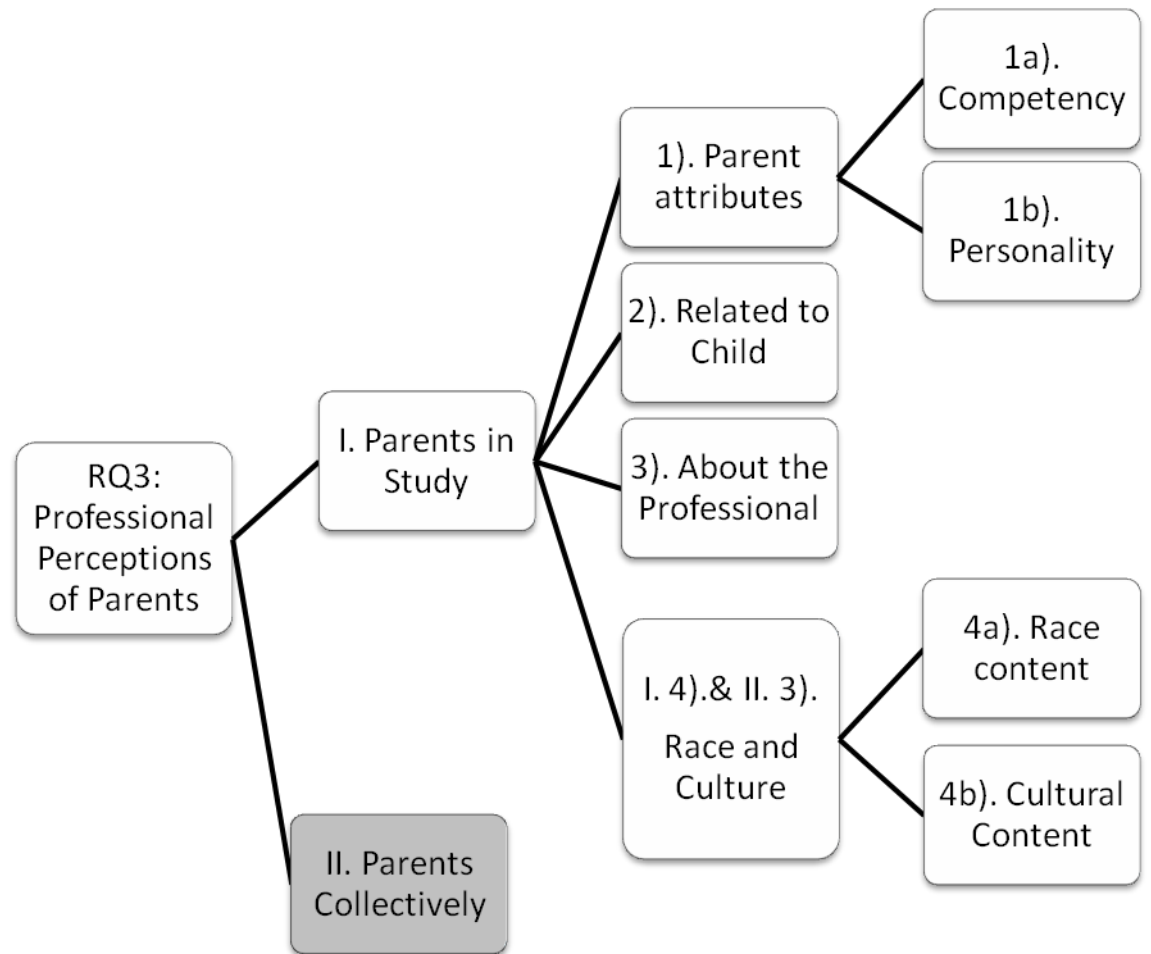 RQ3:
Professional
Perceptions
of Parents
I. Parents in
Study
II. Parents
Collectively
1). Parent
attributes
2). Related to
Child
3). About the
Professional
I. 4).& II. 3).
Race and
Culture
1a).
Competency
1b).
Personality
4a). Race
content
4b). Cultural
Content